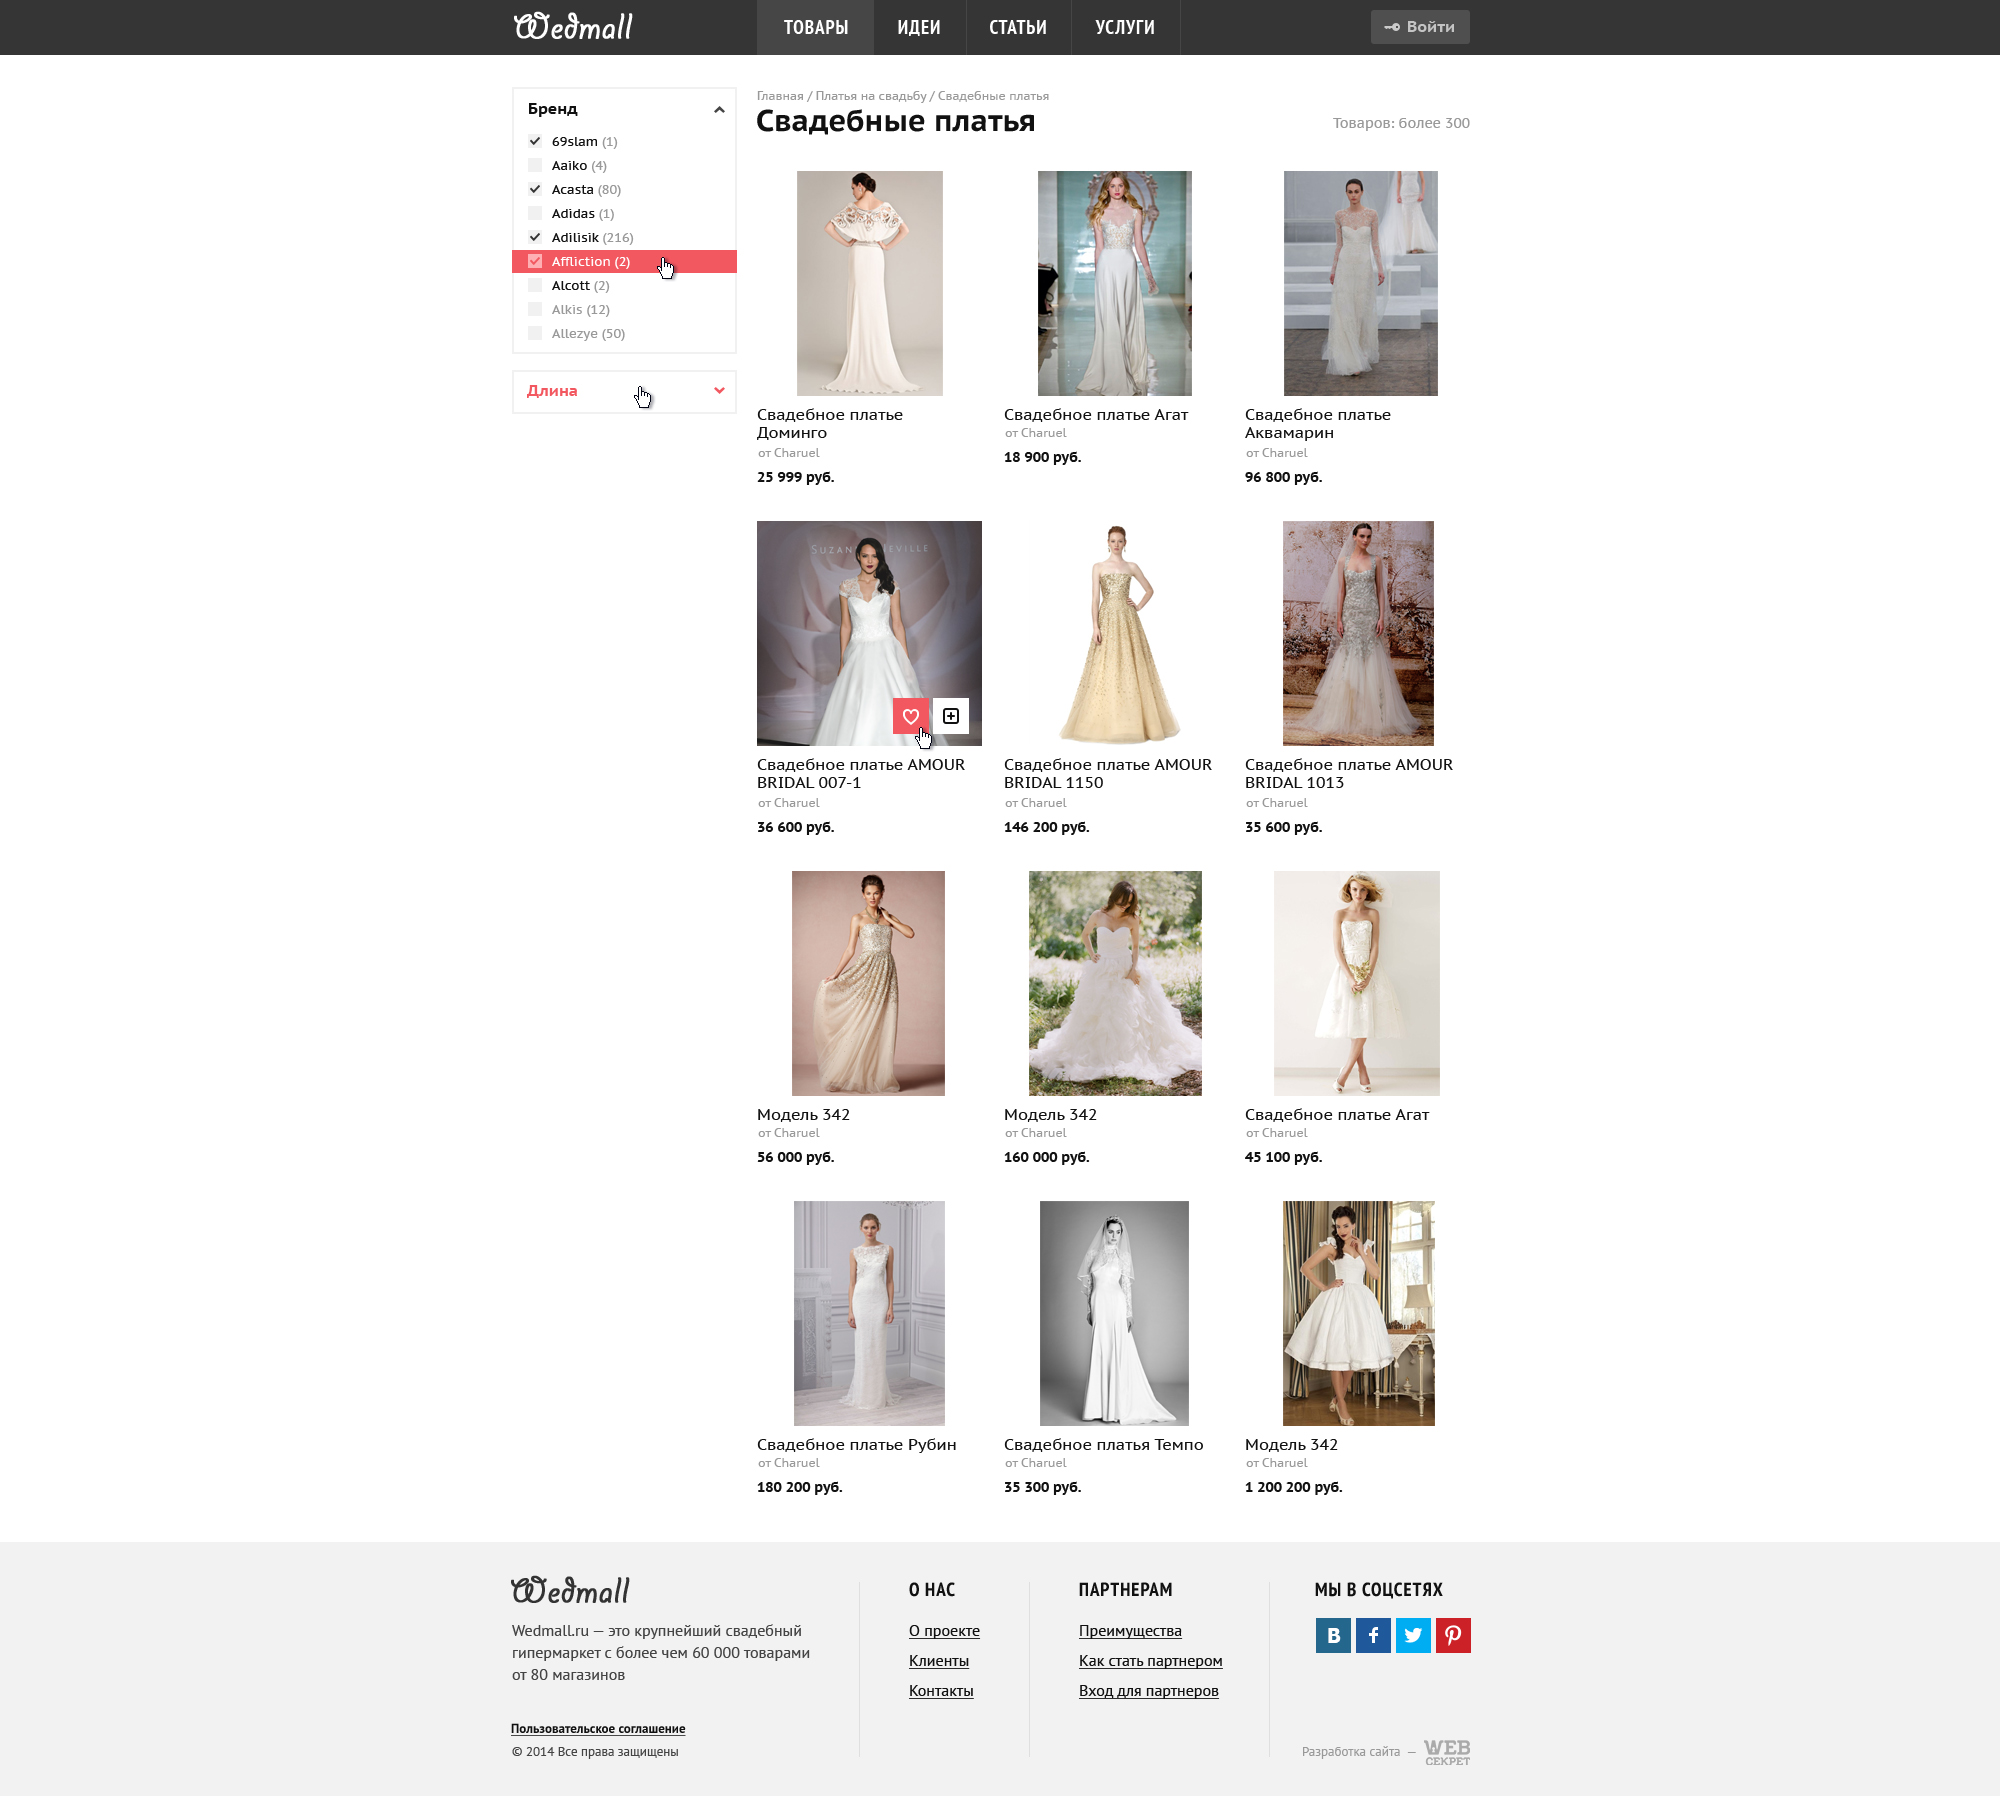 Wedmall
ТОВАРЫ
ИДЕИ
СТАТЬИ
УСЛУГИ
Войти
Бренд
69slam (1)
Aaiko (4)
Acasta (80)
Adidas (1)
Adilisik (216)
Affliction (2)
Alcott (2)
Alkis (12)
Allezye (50)
Длина
Главная / Платья на свадьбу / Свадебные платья
Свадебные платья
Товаров: более 300
Свадебное платье
Доминго
от Charuel
25 999 руб.
Свадебное платье Агат
от Charuel
18 900 руб.
Свадебное платье
Аквамарин
от Charuel
96 800 руб.
Свадебное платье AMOUR
BRIDAL 007-1
от Charuel
36 600 руб.
Свадебное платье AMOUR
BRIDAL 1150
от Charuel
146 200 руб.
Свадебное платье AMOUR
BRIDAL 1013
от Charuel
35 600 руб.
Модель 342
от Charuel
56 000 руб.
Модель 342
от Charuel
160 000 руб.
Свадебное платье Агат
от Charuel
45 100 руб.
Свадебное платье Рубин
от Charuel
180 200 руб.
Свадебное платья Темпо
от Charuel
35 300 руб.
Модель 342
от Charuel
1 200 200 руб.
Wedmall
Wedmall.ru — это крупнейший свадебный
гипермаркет с более чем 60 000 товарами
от 80 магазинов
Пользовательское соглашение
© 2014 Все права защищены
О НАС
О проекте
Клиенты
Контакты
ПАРТНЕРАМ
Преимущества
Как стать партнером
Вход для партнеров
МЫ В СОЦСЕТЯХ
Разработка сайта —
WEB
СЕКРЕТ